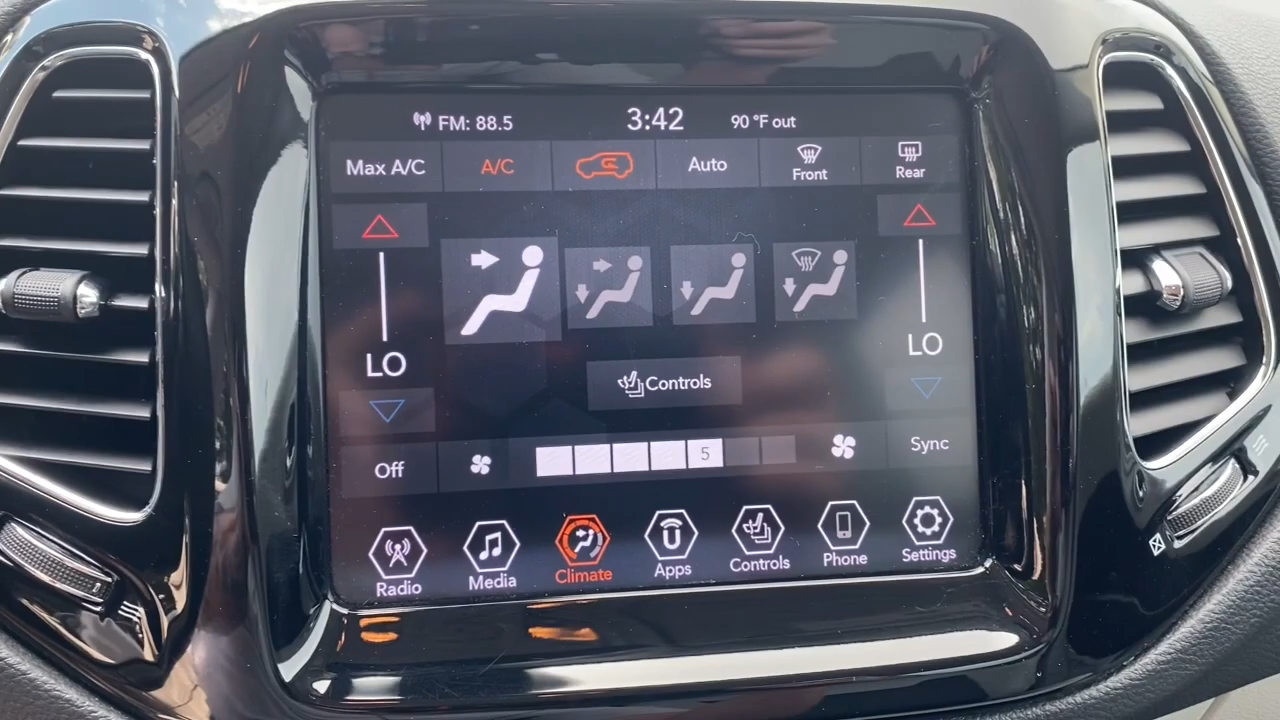 FM: 88.5 3:42 90 °F out
Max A/C A/C Auto Front Rear
LO LO
Controls
Off 5 Sync
Radio Media Climate Apps Controls Phone Settings